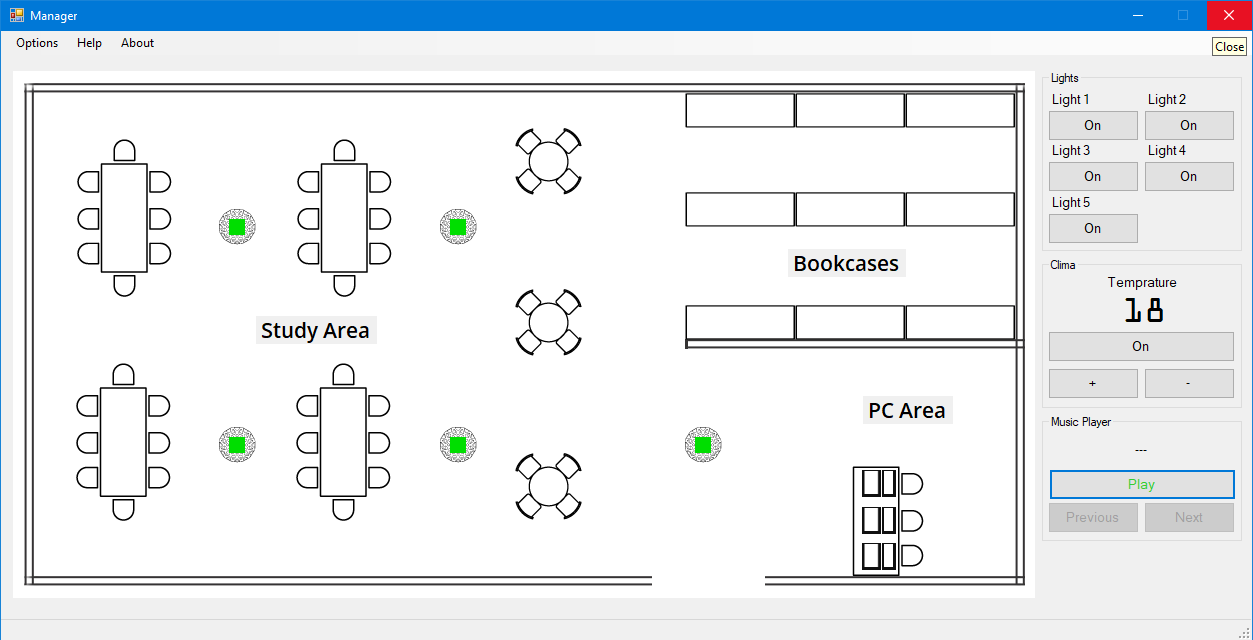 Manager
Options Help About
Close
Lights
Light 1 Light 2
On On
Light 3 Light 4
On On
Light 5
On
Bookcases
Clima
Temprature
18
Study Area
On
+ -
PC Area
Music Player
---
Play
Previous Next